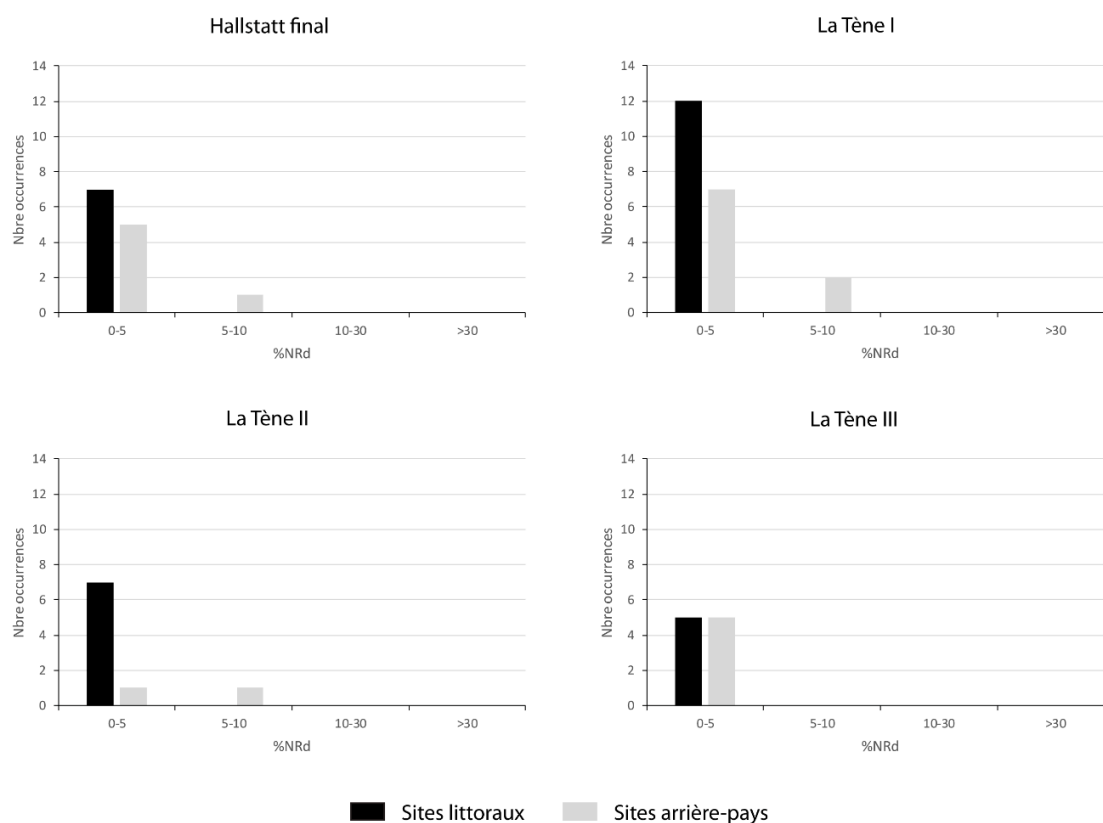 Hallstatt final
14
12
10
8
6
4
2
0
Nbre occurrences
0-5 5-10 10-30 >30
%NRd
La Tène I
14
12
10
8
6
4
2
0
Nbre occurrences
0-5 5-10 10-30 >30
%NRd
La Tène II
14
12
10
8
6
4
2
0
Nbre occurrences
0-5 5-10 10-30 >30
%NRd
La Tène III
14
12
10
8
6
4
2
0
Nbre occurrences
0-5 5-10 10-30 >30
%NRd
Sites littoraux Sites arrière-pays